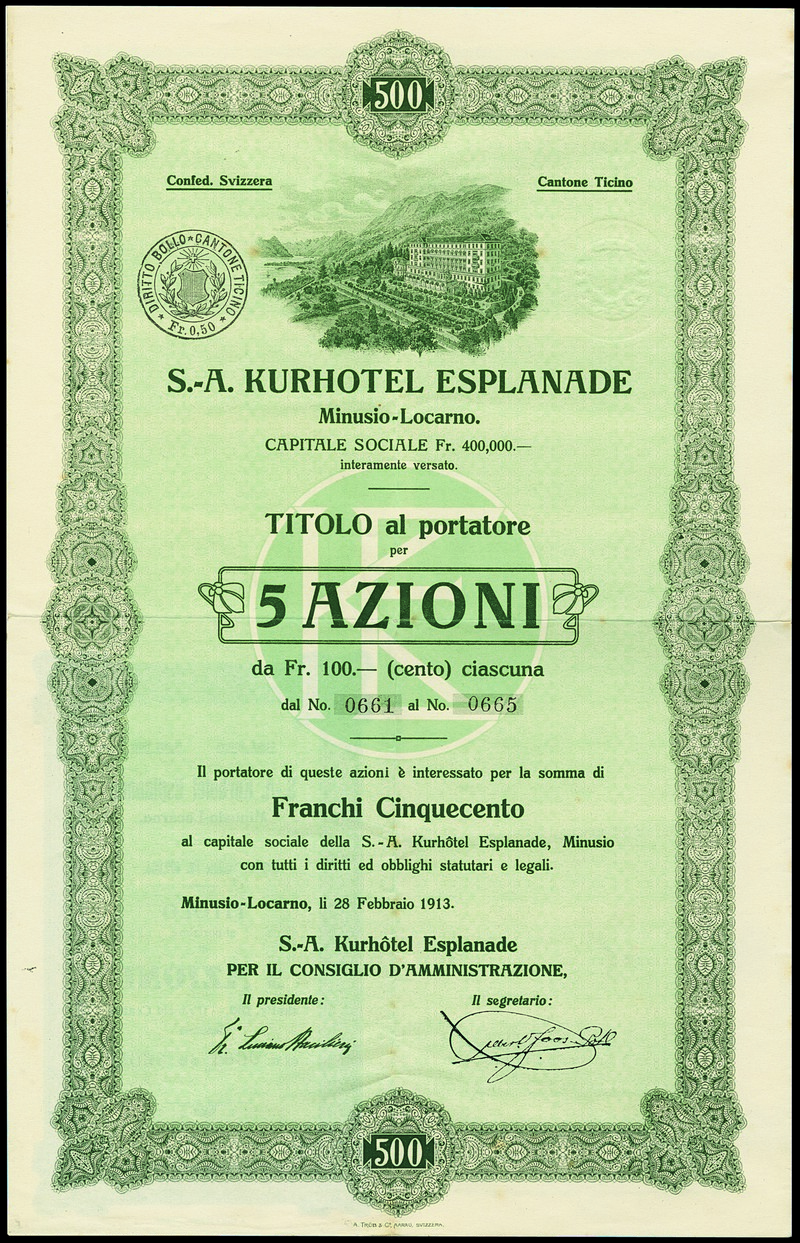 500
Confed. Svizzera
Cantone Ticino
DIRITTO BOLLO * CANTONE TICINO * Fr. 0,50 *
S.-A. KURHOTEL ESPLANADE
Minusio-Locarno.
CAPITALE SOCIALE Fr. 400,000.—
interamente versato.
TITOLO al portatore
per
5 AZIONI
da Fr. 100.— (cento) ciascuna
dal No. 0661 al No. 0665
Il portatore di queste azioni è interessato per la somma di
Franchi Cinquecento
al capitale sociale della S.-A. Kurhôtel Esplanade, Minusio
con tutti i diritti ed obblighi statutari e legali.
Minusio-Locarno, li 28 Febbraio 1913.
S.-A. Kurhôtel Esplanade
PER IL CONSIGLIO D'AMMINISTRAZIONE,
Il presidente:
Il segretario:
500
A. TRÜB & Cⁱᵉ, AARAU, SVIZZERA.